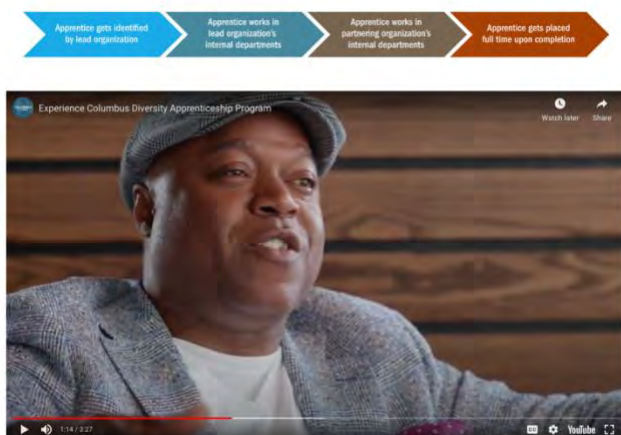 Apprentice gets identified
by lead organization
Apprentice works in
lead organization's
internal departments
Apprentice works in
partnering organization's
internal departments
Apprentice gets placed
full time upon completion
Experience Columbus Diversity Apprenticeship Program
Watch later
Share
1:14 / 3:27
CC
YouTube